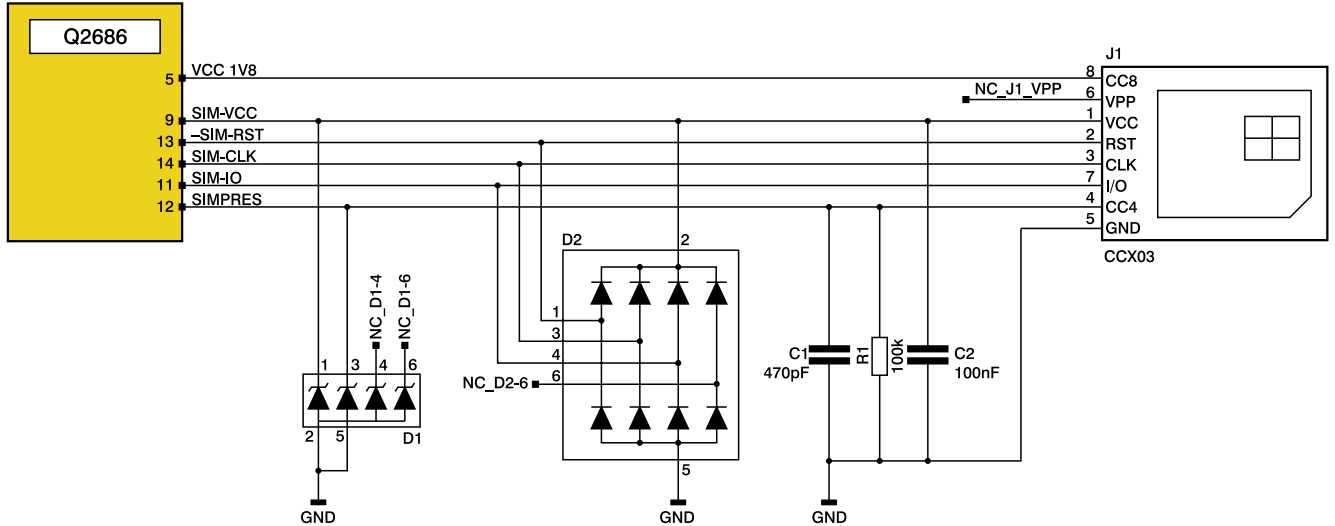 Q2686
5 VCC 1V8
9 SIM-VCC
13 –SIM-RST
14 SIM-CLK
11 SIM-IO
12 SIMPRES
J1
8 CC8
NC_J1_VPP 6 VPP
1 VCC
2 RST
3 CLK
7 I/O
4 CC4
5 GND
CCX03
D2 2
1
3
4
NC_D2-6 6
5
GND
NC_D1-4
NC_D1-6
1 3 4 6
2 5 D1
GND
C1
470pF
R1
100k
C2
100nF
GND